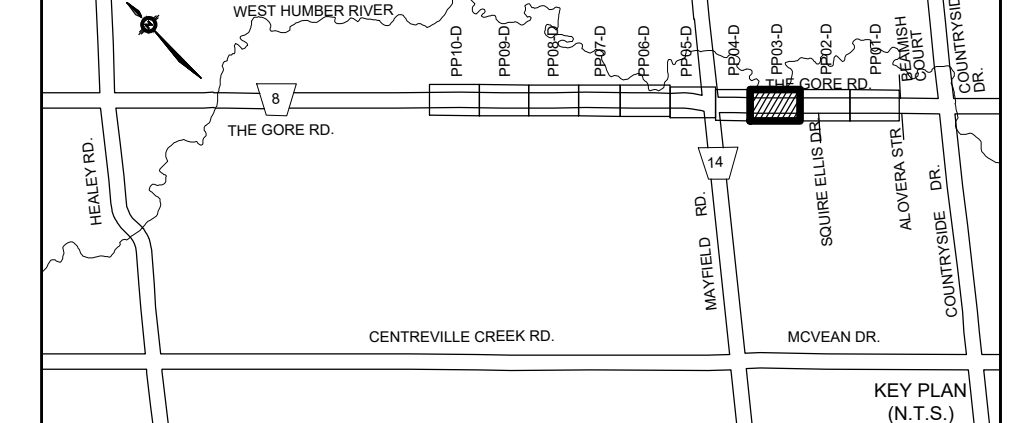 WEST HUMBER RIVER
N
PP10-D
PP09-D
PP08-D
PP07-D
PP06-D
PP05-D
PP04-D
PP03-D
PP02-D
PP01-D
BEAMISH
COURT
COUNTRYSIDE
DR.
THE GORE RD.
8
THE GORE RD.
HEALEY RD.
14
MAYFIELD RD.
SQUIRE ELLIS DR.
ALOVERA STR.
COUNTRYSIDE DR.
CENTREVILLE CREEK RD.
MCVEAN DR.
KEY PLAN
(N.T.S.)